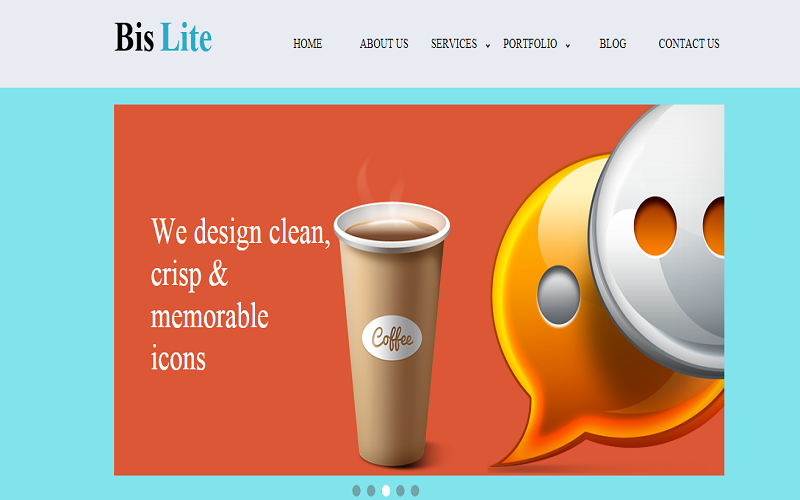 Bis Lite
HOME ABOUT US SERVICES PORTFOLIO BLOG CONTACT US
We design clean,
crisp &
memorable
icons
Coffee